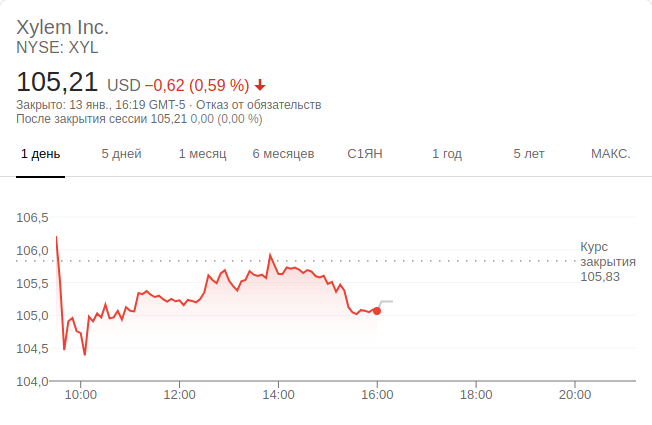 Xylem Inc.
NYSE: XYL
105,21 USD −0,62 (0,59 %)
Закрыто: 13 янв., 16:19 GMT-5 · Отказ от обязательств
После закрытия сессии 105,21 0,00 (0,00 %)
1 день 5 дней 1 месяц 6 месяцев С1ЯН 1 год 5 лет МАКС.
106,5
106,0
105,5
105,0
104,5
104,0
Курс
закрытия
105,83
10:00 12:00 14:00 16:00 18:00 20:00